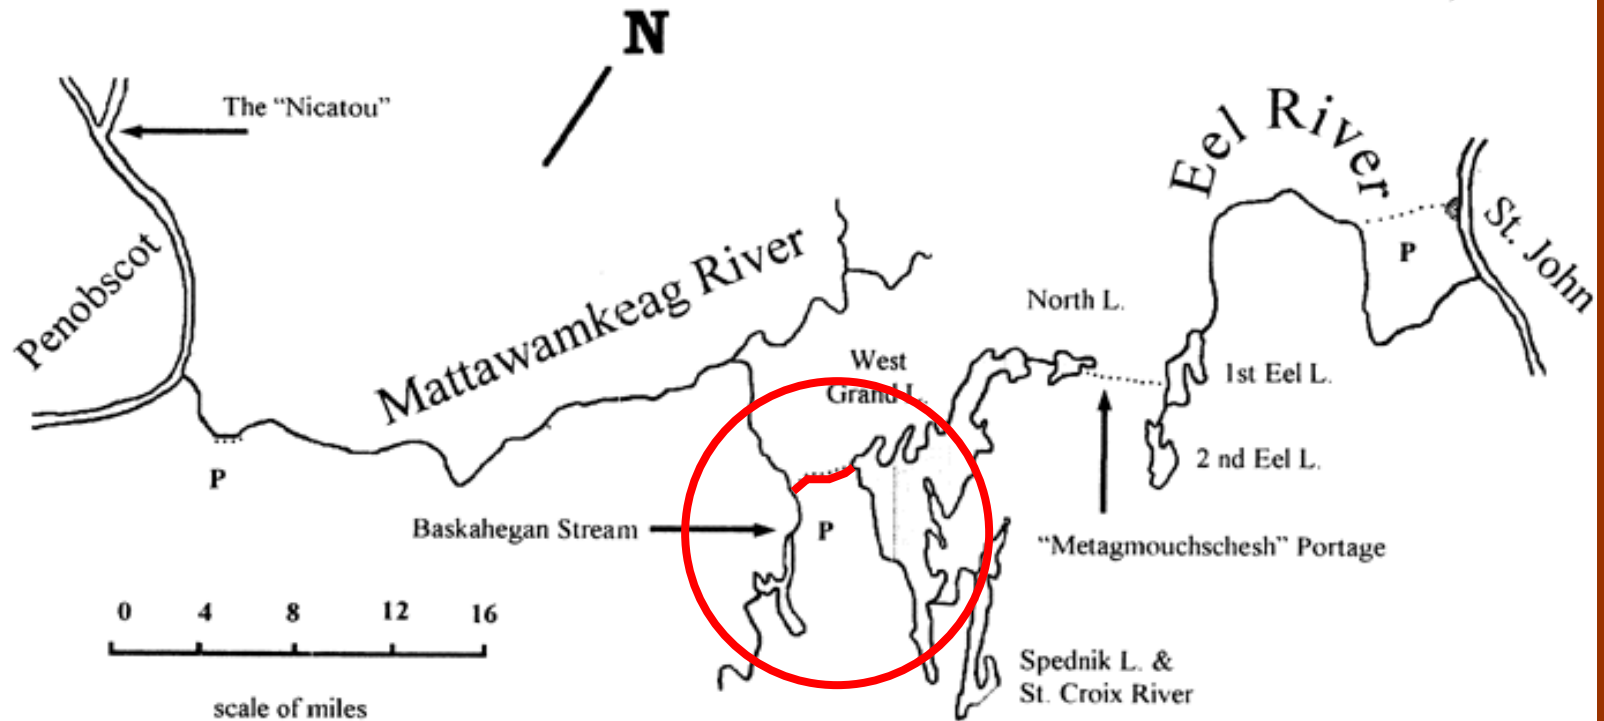 N
The “Nicatou”
Eel River
Penobscot
Mattawamkeag River
St. John
P
North L.
West
Grand L.
1st Eel L.
P
2 nd Eel L.
Baskahegan Stream
P
“Metagmouchschesh” Portage
0 4 8 12 16
Spednik L. &
St. Croix River
scale of miles